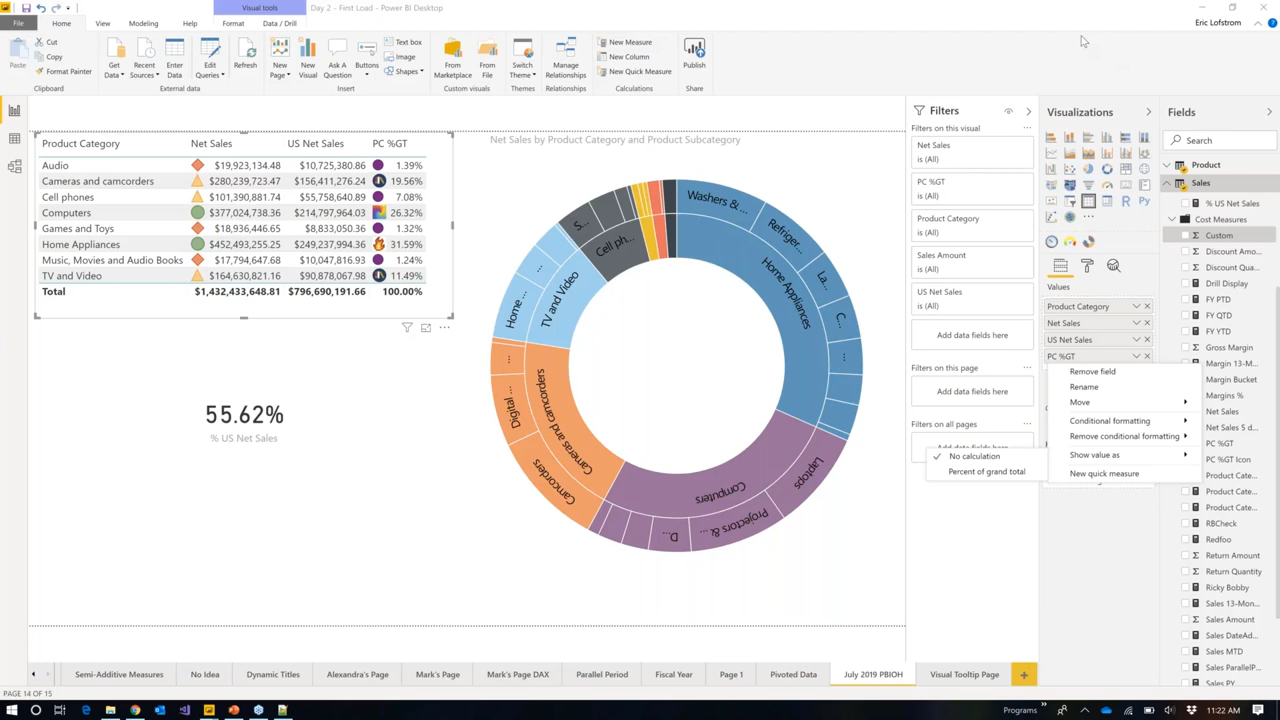 Visual tools
Day 2 - First Load - Power BI Desktop
File
Home
View
Modeling
Help
Format
Data / Drill
Eric Lofstrom
Paste
Cut
Copy
Format Painter
Clipboard
Get Data
Recent Sources
Enter Data
Edit Queries
Refresh
External data
New Page
New Visual
Ask A Question
Buttons
Text box
Image
Shapes
Insert
From Marketplace
From File
Custom visuals
Switch Theme
Themes
Manage Relationships
Relationships
New Measure
New Column
New Quick Measure
Calculations
Publish
Share
Product Category Net Sales US Net Sales PC %GT
Audio $19,923,134.48 $10,725,380.86 1.39%
Cameras and camcorders $280,239,723.47 $156,411,276.24 19.56%
Cell phones $101,390,881.74 $55,758,640.89 7.08%
Computers $377,024,738.36 $214,797,964.03 26.32%
Games and Toys $18,936,446.65 $8,833,050.36 1.32%
Home Appliances $452,493,255.25 $249,237,994.36 31.59%
Music, Movies and Audio Books $17,794,647.68 $10,047,816.93 1.24%
TV and Video $164,630,821.16 $90,878,067.98 11.49%
Total $1,432,433,648.81 $796,690,191.66 100.00%
55.62%
% US Net Sales
Net Sales by Product Category and Product Subcategory
Washers & ...
Refriger...
La...
C...
...
Home Appliances
Laptops
Projectors & ...
D...
Computers
Camcorders
Digital ...
...
Cameras and camcorders
Home ...
...
TV and Video
S...
Cell ph...
Filters
Filters on this visual
Net Sales
is (All)
PC %GT
is (All)
Product Category
is (All)
Sales Amount
is (All)
US Net Sales
is (All)
Add data fields here
Filters on this page
Add data fields here
Filters on all pages
Add data fields here
No calculation
Percent of grand total
Visualizations
R
Py
Values
Product Category
Net Sales
US Net Sales
PC %GT
Remove field
Rename
Move
Conditional formatting
Remove conditional formatting
Show value as
New quick measure
Fields
Search
Product
Sales
% US Net Sales
Cost Measures
Custom
Discount Amo...
Discount Qua...
Drill Display
FY PTD
FY QTD
FY YTD
Gross Margin
Margin 13-M...
Margin Bucket
Margins %
Net Sales
Net Sales 5 d...
PC %GT
PC %GT Icon
Product Cate...
Product Cate...
Product Cate...
RBCheck
Redfoo
Return Amount
Return Quantity
Ricky Bobby
Sales 13-Mon...
Sales Amount
Sales DateAd...
Sales MTD
Sales ParallelP...
Sales PY
Semi-Additive Measures
No Idea
Dynamic Titles
Alexandra's Page
Mark's Page
Mark's Page DAX
Parallel Period
Fiscal Year
Page 1
Pivoted Data
July 2019 PBIOH
Visual Tooltip Page
PAGE 14 OF 15
Programs
11:22 AM